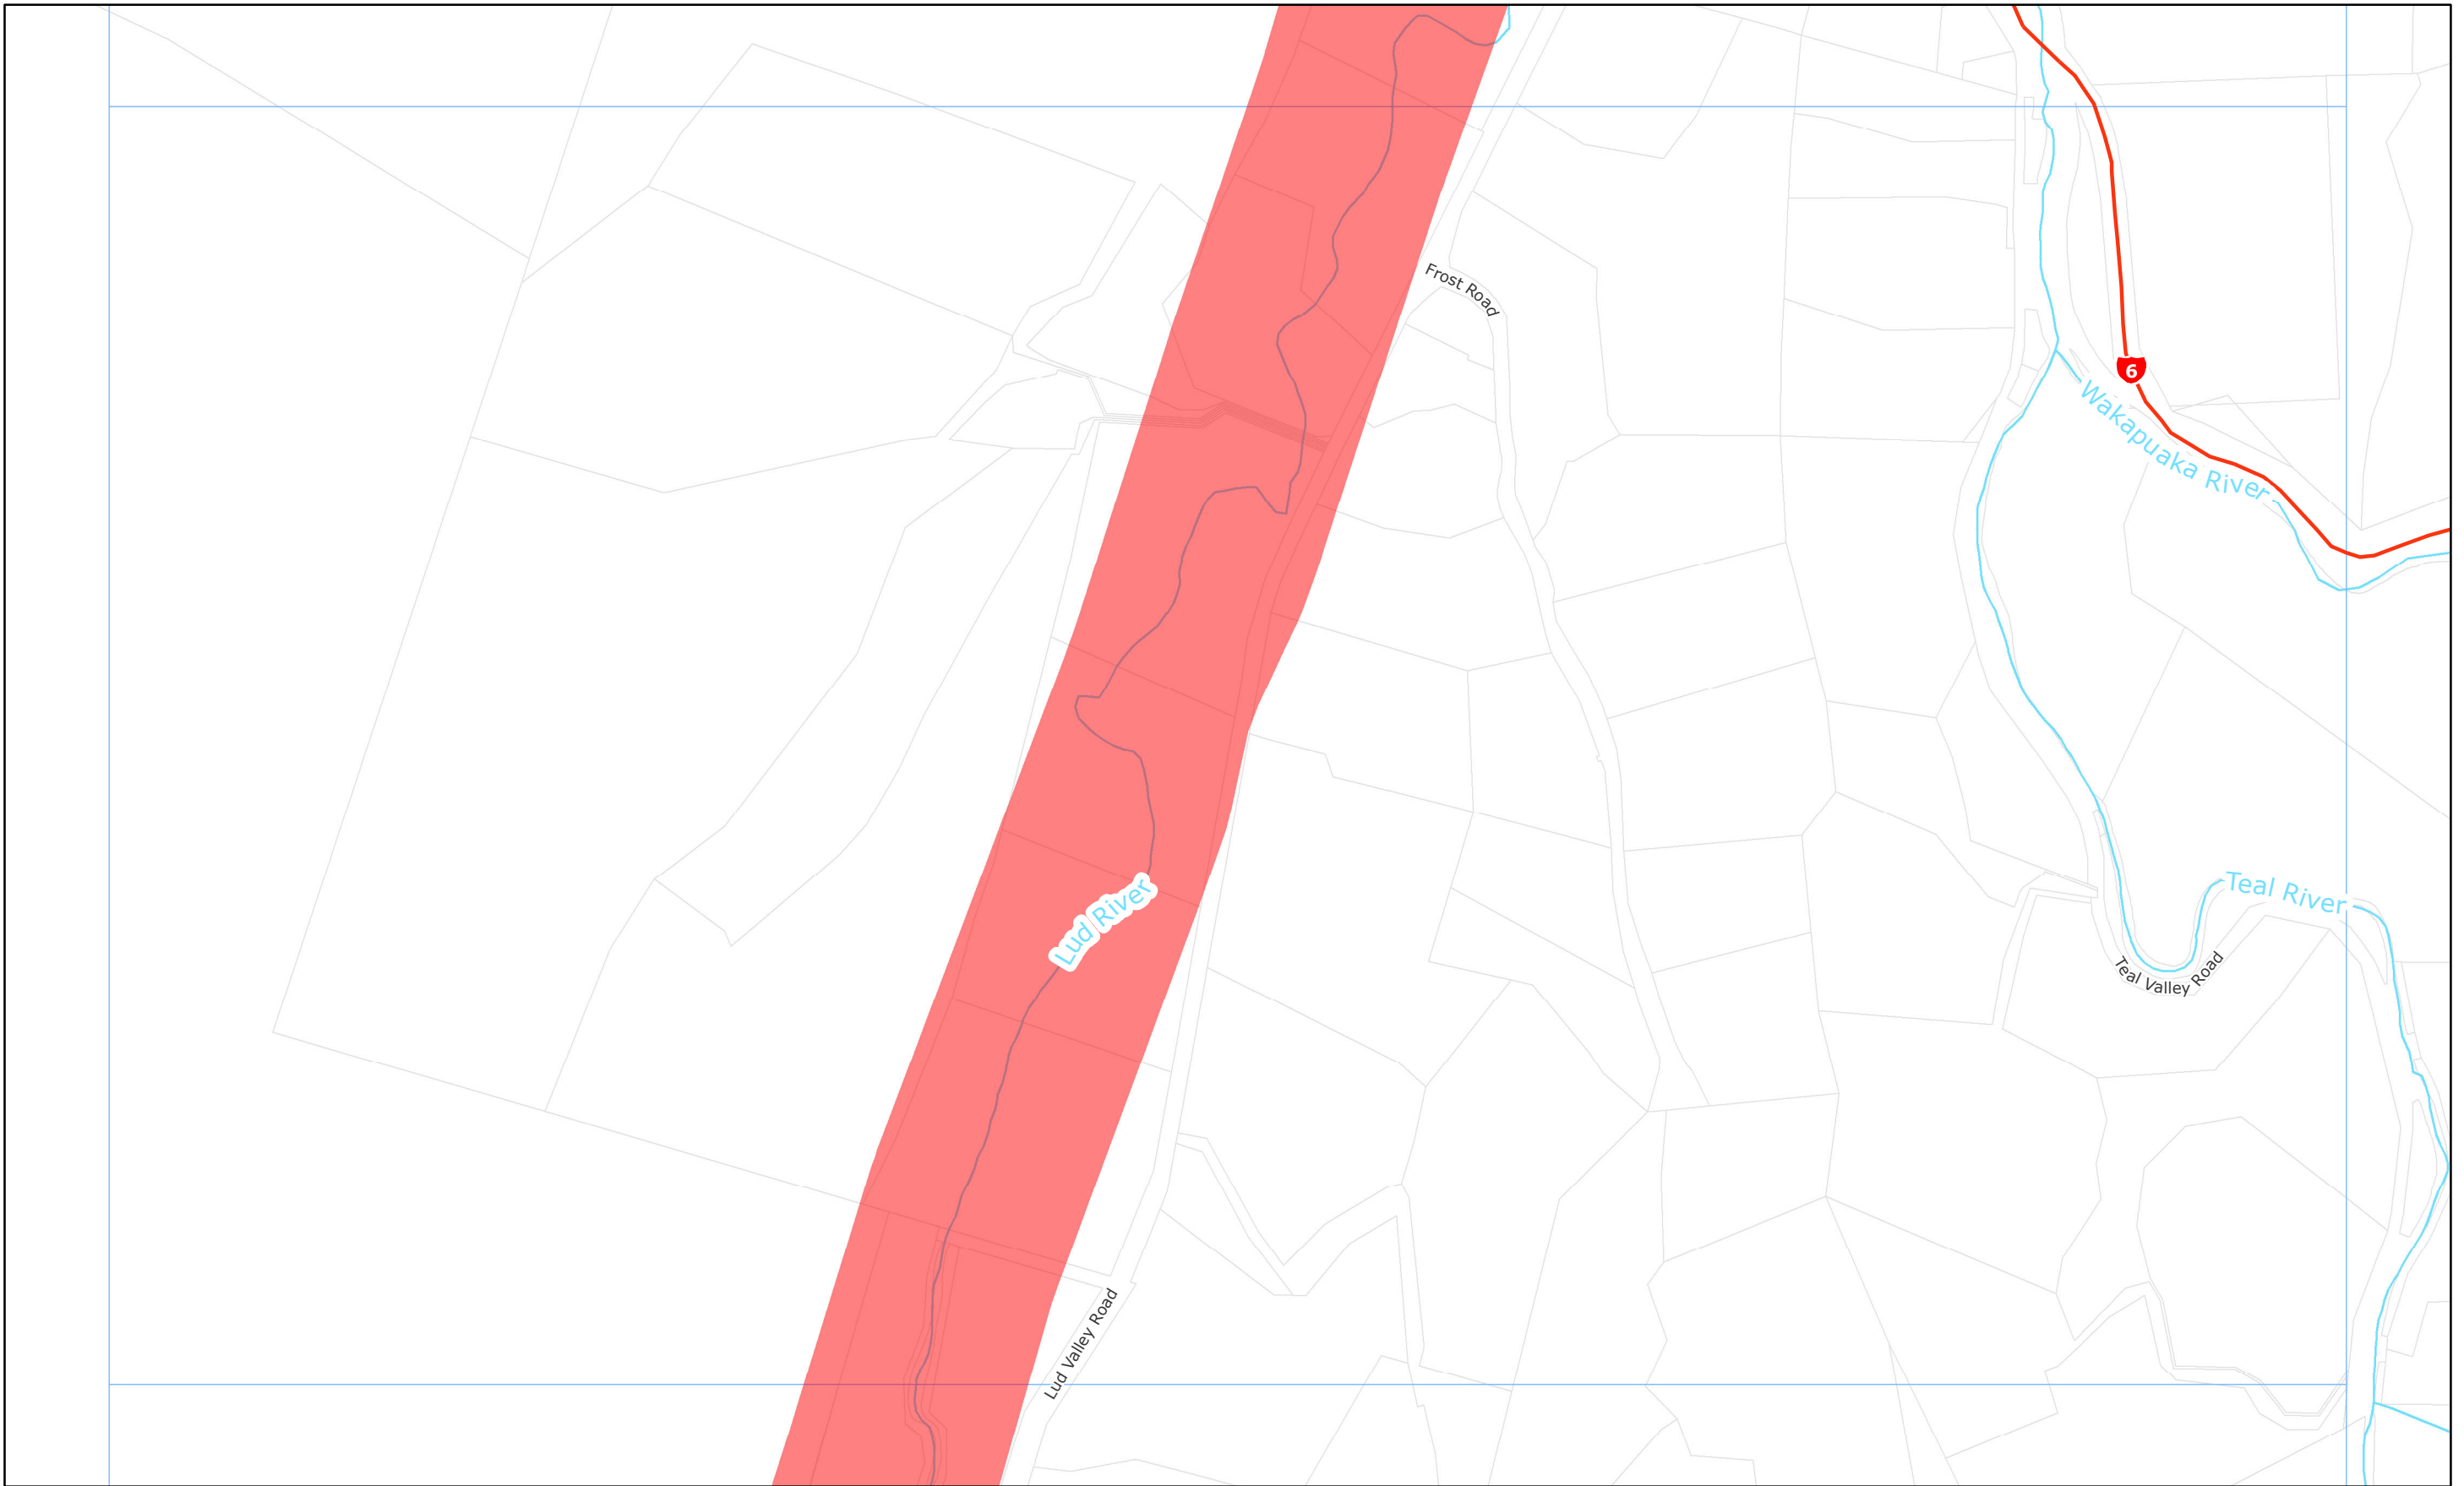 Frost Road
6
Wakapuaka River
Lud River
Teal River
Teal Valley Road
Lud Valley Road